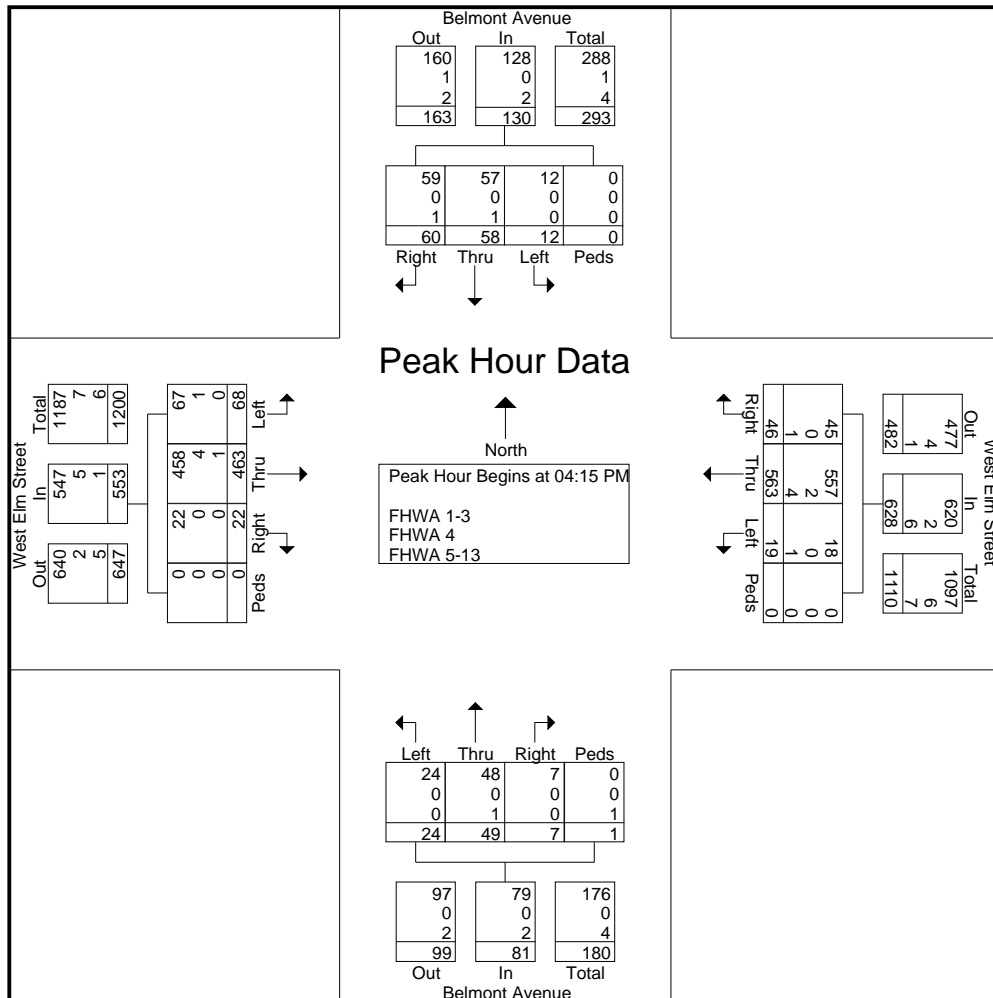 Belmont Avenue
Out In Total
160 128 288
1 0 1
2 2 4
163 130 293
59 57 12 0
0 0 0 0
1 1 0 0
60 58 12 0
Right Thru Left Peds
Peak Hour Data
North
Peak Hour Begins at 04:15 PM
FHWA 1-3
FHWA 4
FHWA 5-13
West Elm Street
Out In Total
640 547 1187
2 5 7
5 1 6
647 553 1200
67 1 0 68
458 4 1 463
22 0 0 22
0 0 0 0
Left
Thru
Right
Peds
West Elm Street
Out In Total
477 620 1097
4 2 6
1 6 7
482 628 1110
45 0 1 46
557 2 4 563
18 0 1 19
0 0 0 0
Right
Thru
Left
Peds
Left Thru Right Peds
24 48 7 0
0 0 0 0
0 1 0 1
24 49 7 1
97 79 176
0 0 0
2 2 4
99 81 180
Out In Total
Belmont Avenue